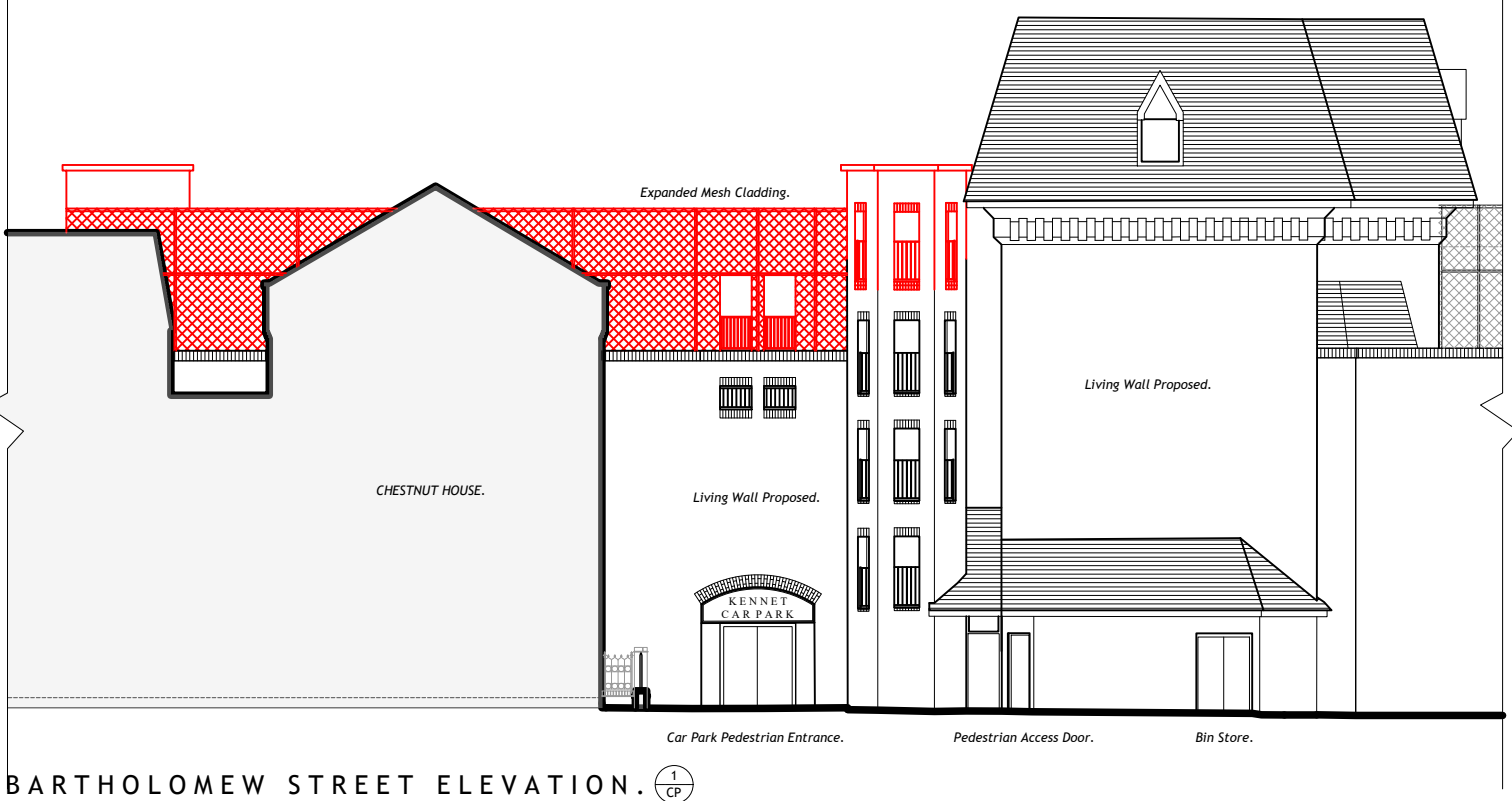 Expanded Mesh Cladding.
Living Wall Proposed.
CHESTNUT HOUSE.
Living Wall Proposed.
KENNET
CAR PARK
Car Park Pedestrian Entrance.
Pedestrian Access Door.
Bin Store.
BARTHOLOMEW STREET ELEVATION.
1
CP